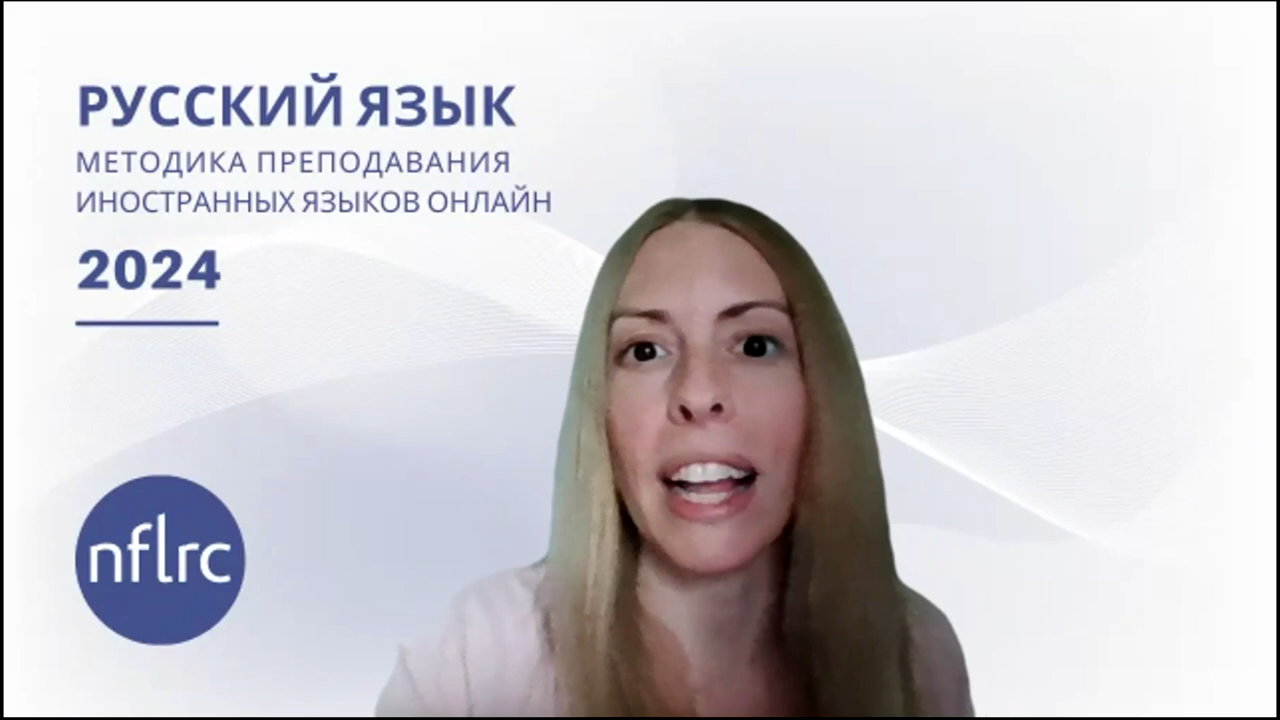 РУССКИЙ ЯЗЫК
МЕТОДИКА ПРЕПОДАВАНИЯ
ИНОСТРАННЫХ ЯЗЫКОВ ОНЛАЙН
2024
nflrc